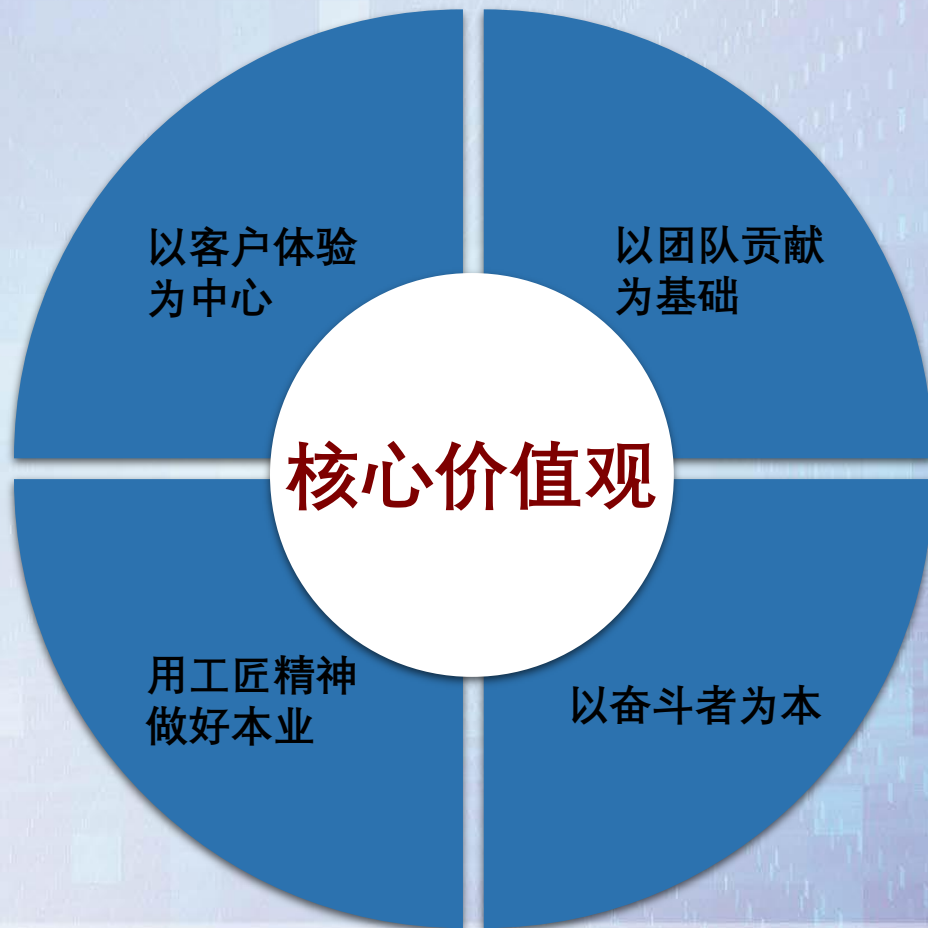 以客户体验
为中心
以团队贡献
为基础
核心价值观
用工匠精神
做好本业
以奋斗者为本